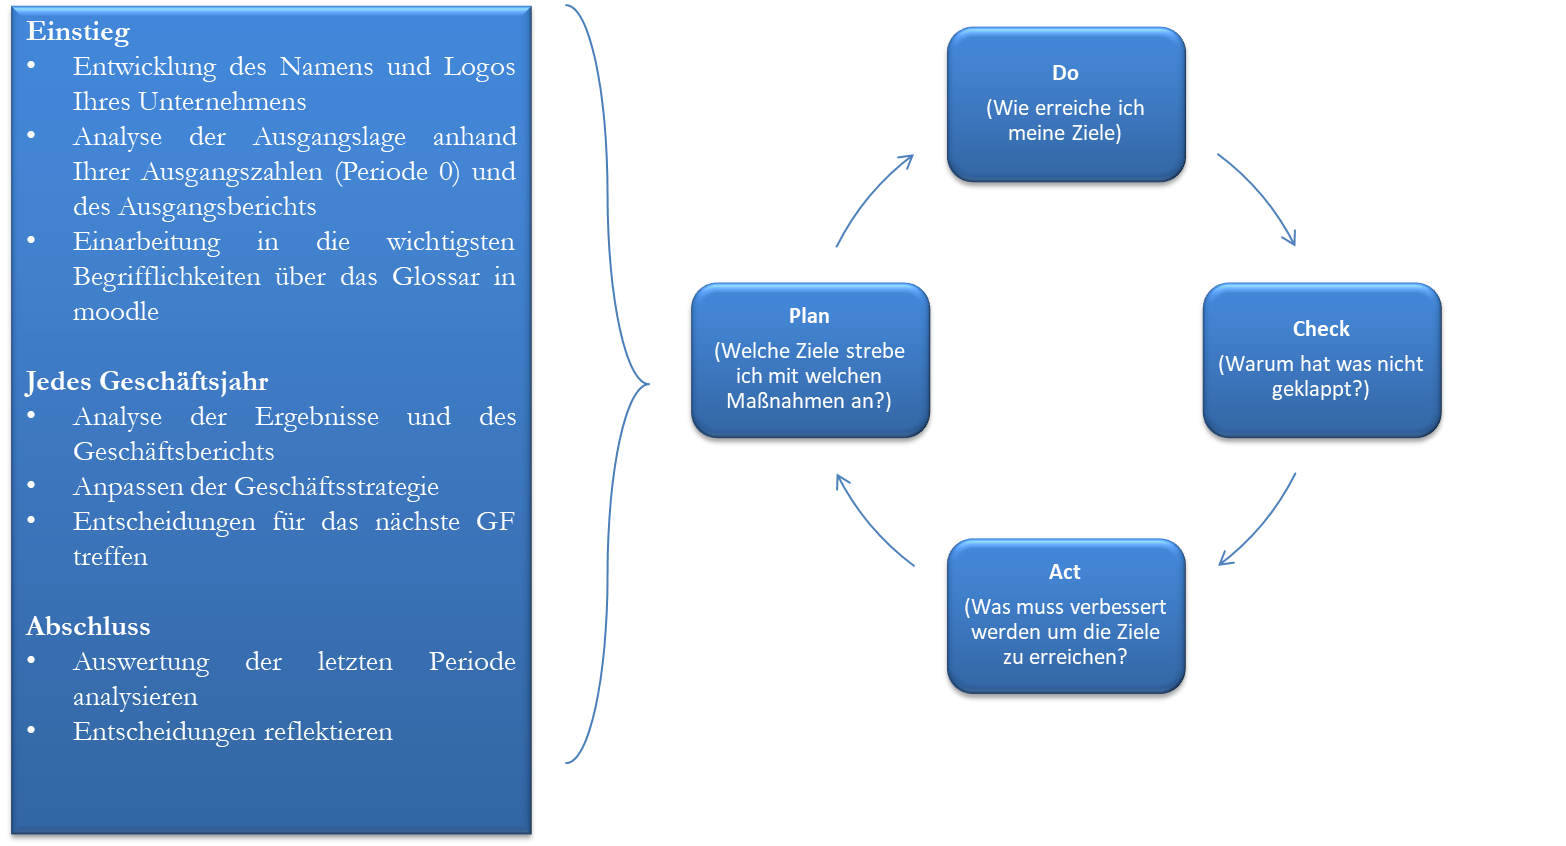 Einstieg
• Entwicklung des Namens und Logos
Ihres Unternehmens
• Analyse der Ausgangslage anhand
Ihrer Ausgangszahlen (Periode 0) und
des Ausgangsberichts
• Einarbeitung in die wichtigsten
Begrifflichkeiten über das Glossar in
moodle
Jedes Geschäftsjahr
• Analyse der Ergebnisse und des
Geschäftsberichts
• Anpassen der Geschäftsstrategie
• Entscheidungen für das nächste GF
treffen
Abschluss
• Auswertung der letzten Periode
analysieren
• Entscheidungen reflektieren
Plan
(Welche Ziele strebe
ich mit welchen
Maßnahmen an?)
Do
(Wie erreiche ich
meine Ziele)
Check
(Warum hat was nicht
geklappt?)
Act
(Was muss verbessert
werden um die Ziele
zu erreichen?